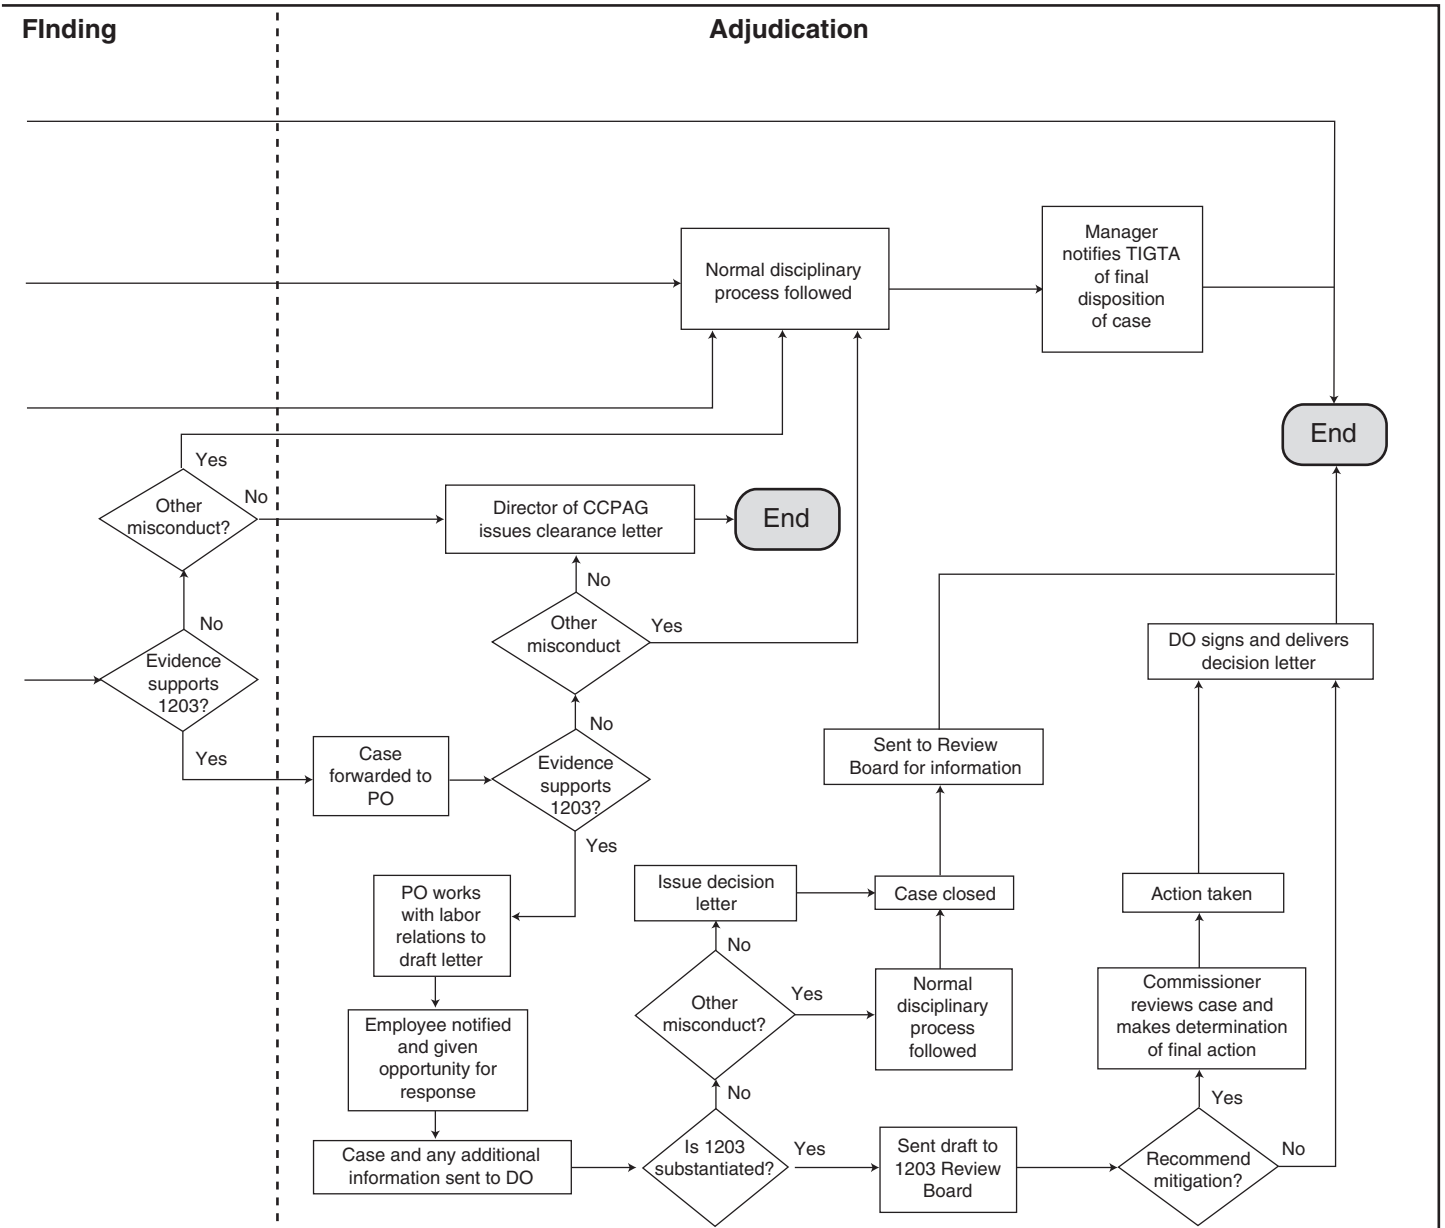 FInding
Adjudication
Normal disciplinary
process followed
Manager
notifies TIGTA
of final
disposition
of case
End
Yes
Other
misconduct?
No
Director of CCPAG
issues clearance letter
End
No
Other
misconduct
Yes
No
Evidence
supports
1203?
Yes
Case
forwarded to
PO
No
Evidence
supports
1203?
Yes
DO signs and delivers
decision letter
Sent to Review
Board for information
PO works
with labor
relations to
draft letter
Issue decision
letter
Case closed
Action taken
No
Other
misconduct?
Yes
Normal
disciplinary
process
followed
Commissioner
reviews case and
makes determination
of final action
Employee notified
and given
opportunity for
response
No
Yes
Case and any additional
information sent to DO
Is 1203
substantiated?
Yes
Sent draft to
1203 Review
Board
Recommend
mitigation?
No